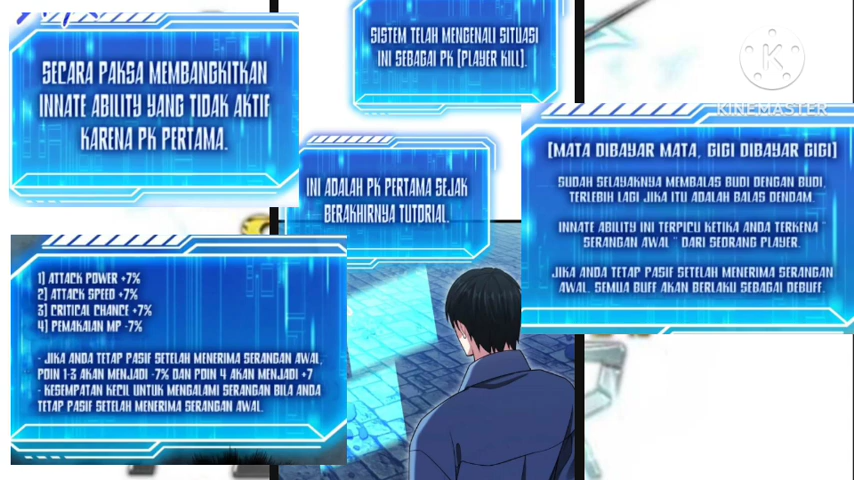 SECARA PAKSA MEMBANGKITKAN
INNATE ABILITY YANG TIDAK AKTIF
KARENA PK PERTAMA.
SISTEM TELAH MENGENALI SITUASI
INI SEBAGAI PK [PLAYER KILL].
INI ADALAH PK PERTAMA SEJAK
BERAKHIRNYA TUTORIAL.
K
KINEMASTER
[MATA DIBAYAR MATA, GIGI DIBAYAR GIGI]
SUDAH SELAYAKNYA MEMBALAS BUDI DENGAN BUDI,
TERLEBIH LAGI JIKA ITU ADALAH BALAS DENDAM.
INNATE ABILITY INI TERPICU KETIKA ANDA TERKENA "
SERANGAN AWAL " DARI SEORANG PLAYER.
JIKA ANDA TETAP PASIF SETELAH MENERIMA SERANGAN
AWAL, SEMUA BUFF AKAN BERLAKU SEBAGAI DEBUFF.
1) ATTACK POWER +7%
2) ATTACK SPEED +7%
3) CRITICAL CHANCE +7%
4) PEMAKAIAN MP -7%
- JIKA ANDA TETAP PASIF SETELAH MENERIMA SERANGAN AWAL,
POIN 1-3 AKAN MENJADI -7% DAN POIN 4 AKAN MENJADI +7
- KESEMPATAN KECIL UNTUK MENGALAMI SERANGAN BILA ANDA
TETAP PASIF SETELAH MENERIMA SERANGAN AWAL.